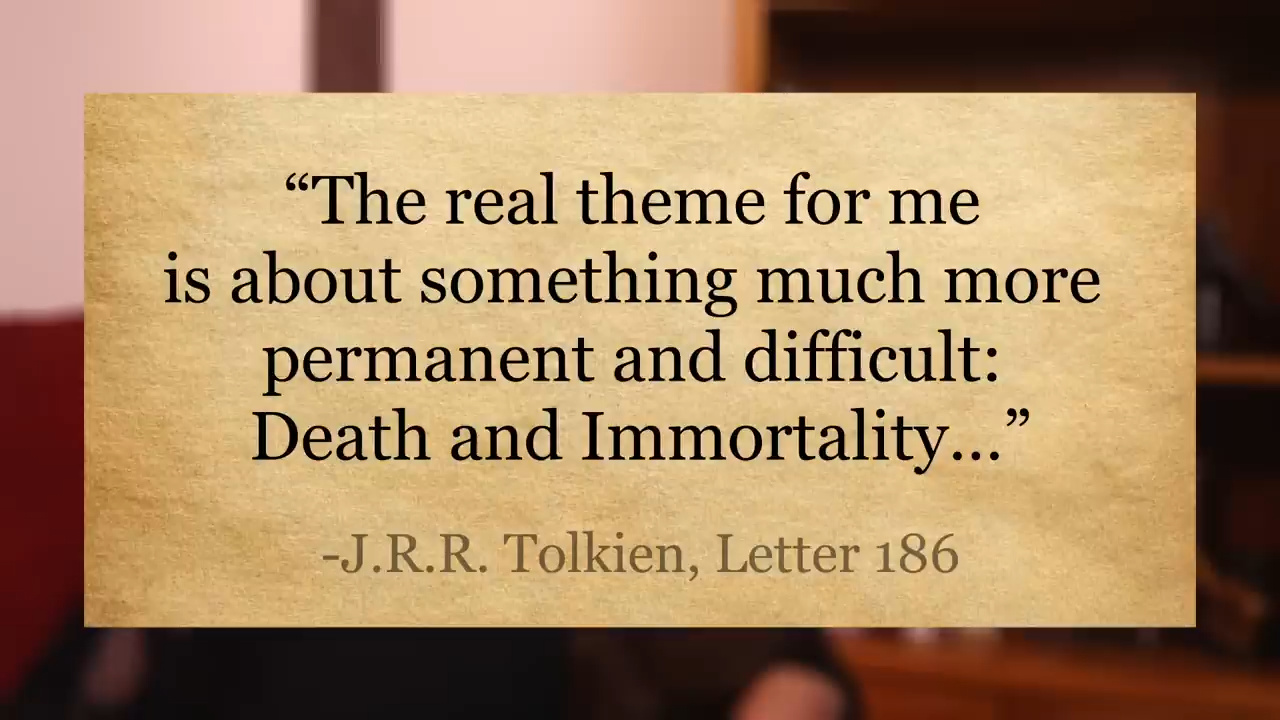 “The real theme for me
is about something much more
permanent and difficult:
Death and Immortality...”
-J.R.R. Tolkien, Letter 186